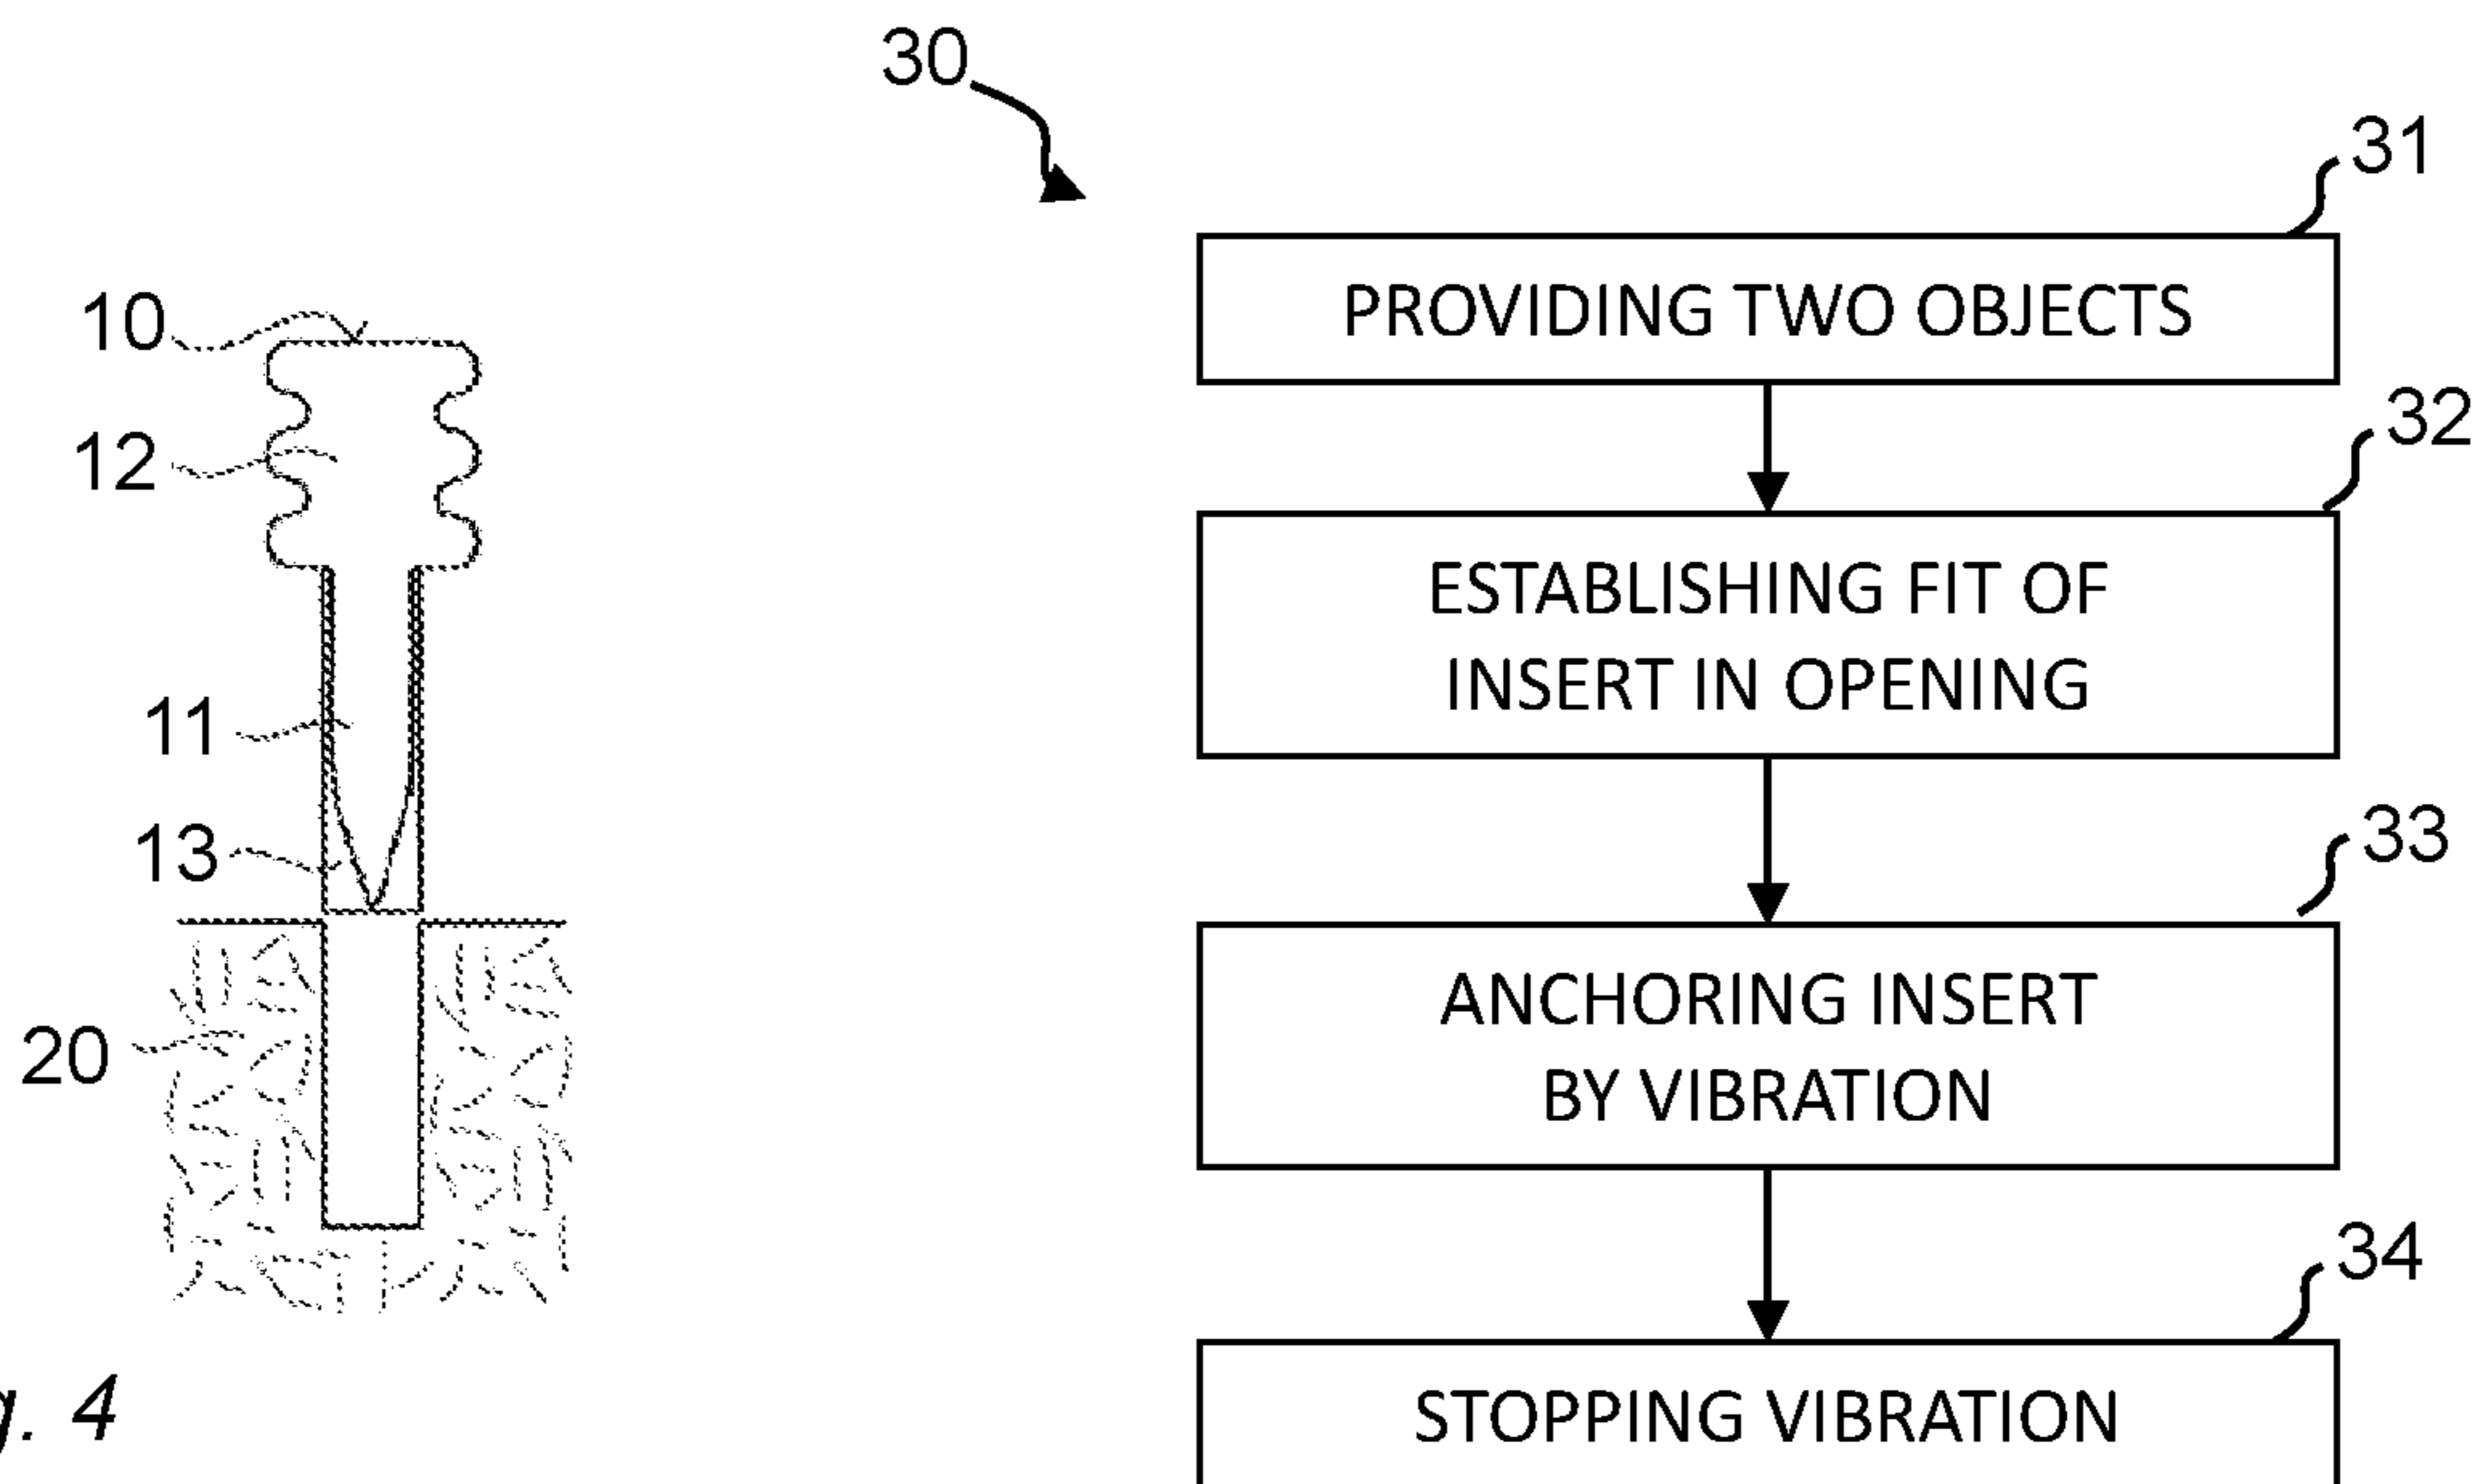 30
31
PROVIDING TWO OBJECTS
32
ESTABLISHING FIT OF
INSERT IN OPENING
33
ANCHORING INSERT
BY VIBRATION
34
STOPPING VIBRATION
10
12
11
13
20
g. 4